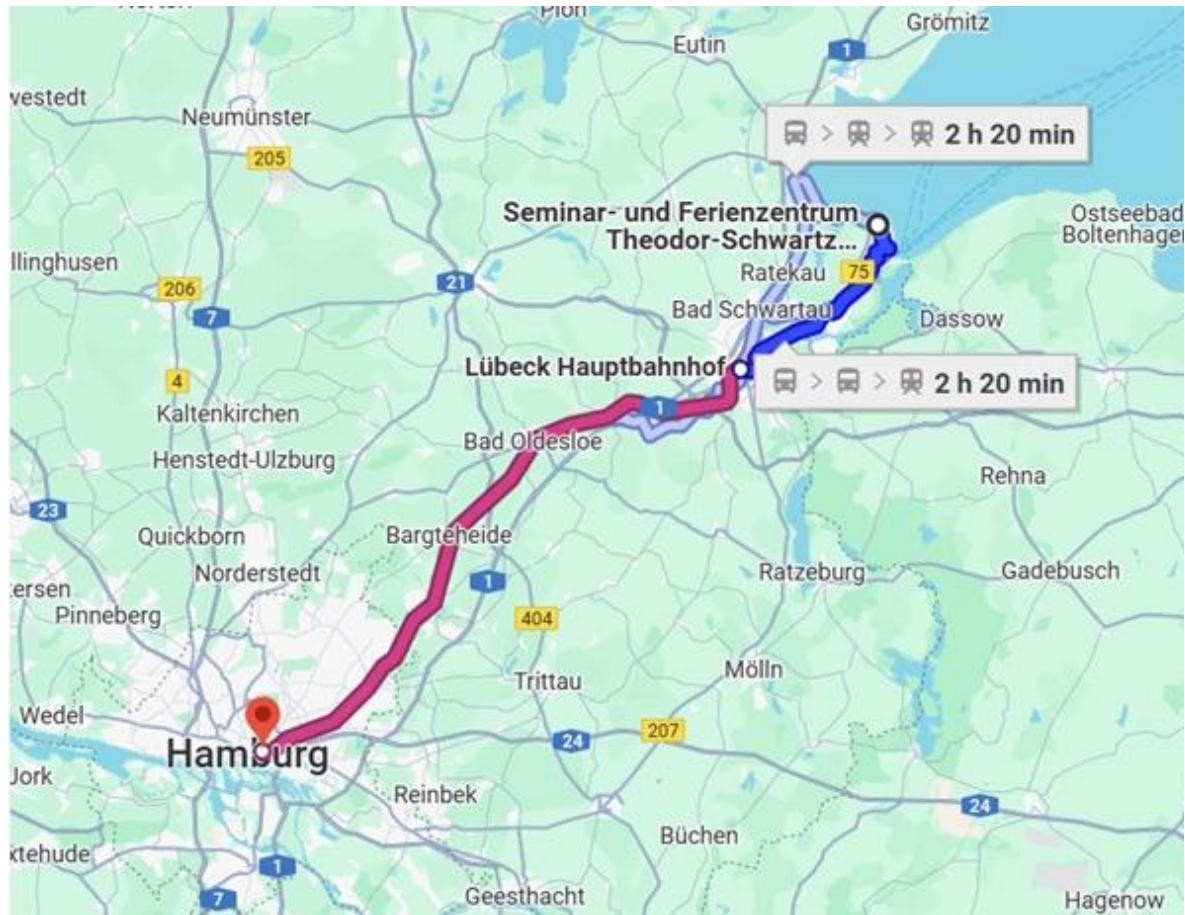 Plön
Grömitz
1
Eutin
westedt
Neumünster
205
2 h 20 min
Seminar- und Ferienzentrum
Theodor-Schwartz...
Ostseebad
Boltenhagen
llinghusen
206
7
21
Ratekau
75
Bad Schwartau
Dassow
Lübeck Hauptbahnhof
2 h 20 min
4
Kaltenkirchen
1
Bad Oldesloe
Henstedt-Ulzburg
Rehna
23
Quickborn
Bargteheide
Norderstedt
1
Ratzeburg
Gadebusch
ersen
Pinneberg
404
Trittau
Mölln
Wedel
Hamburg
24
207
Jork
Reinbek
24
Büchen
xtehude
1
7
Geesthacht
Hagenow